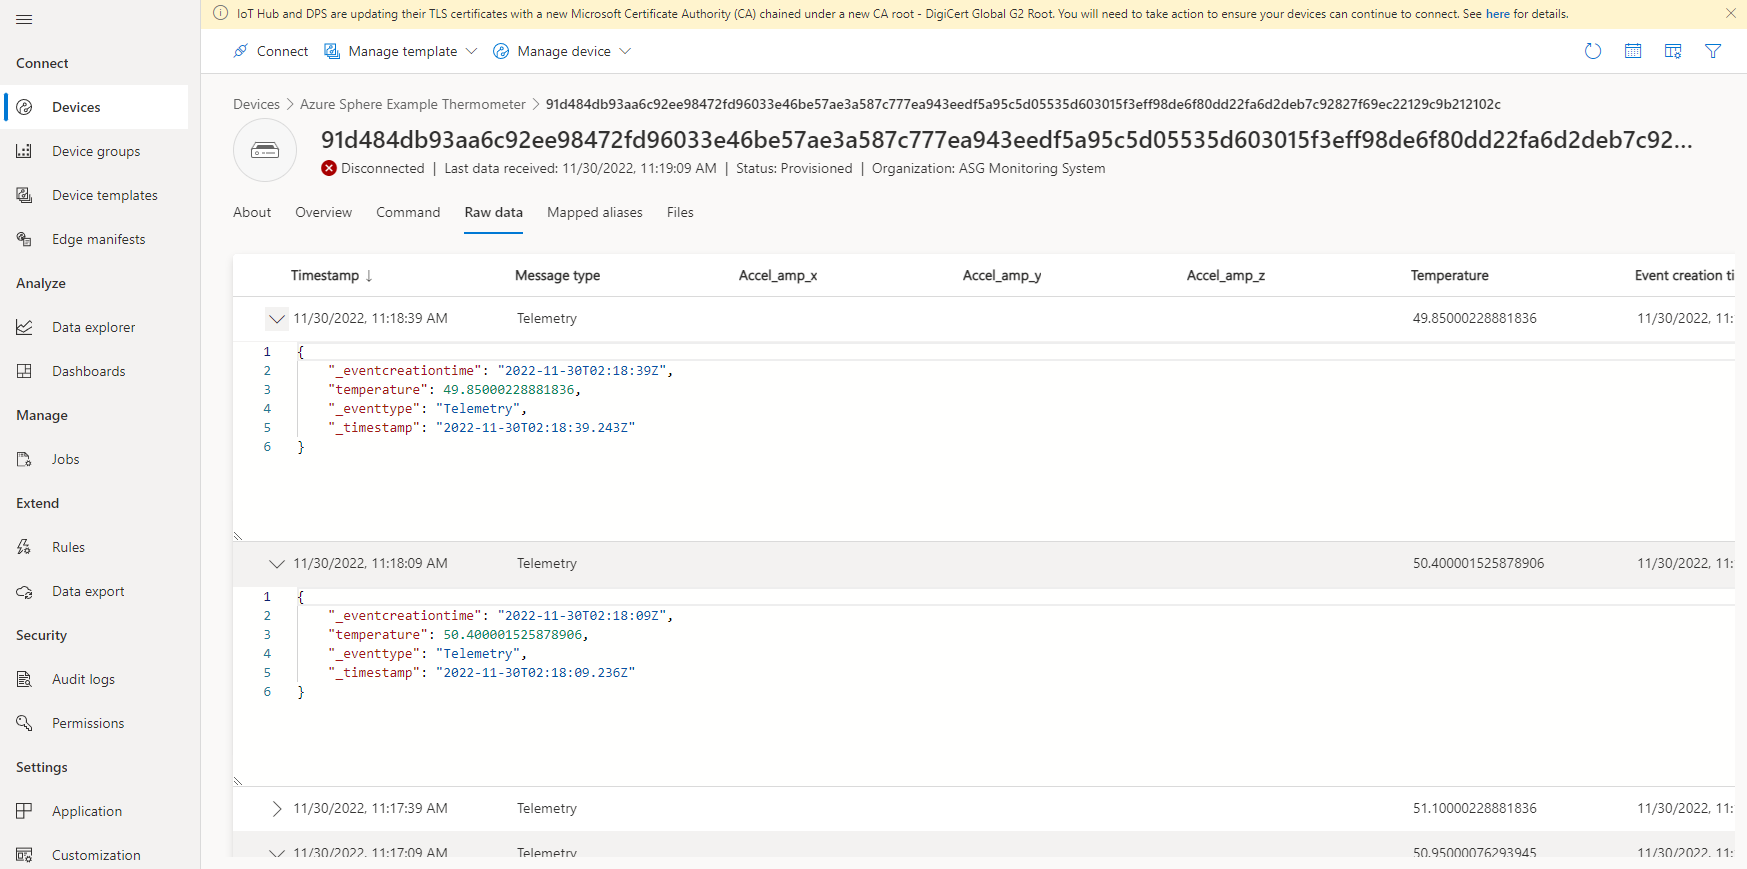 IoT Hub and DPS are updating their TLS certificates with a new Microsoft Certificate Authority (CA) chained under a new CA root - DigiCert Global G2 Root. You will need to take action to ensure your devices can continue to connect. See here for details.
Connect
Manage template
Manage device
Connect
Devices
Device groups
Device templates
Edge manifests
Analyze
Data explorer
Dashboards
Manage
Jobs
Extend
Rules
Data export
Security
Audit logs
Permissions
Settings
Application
Customization
Devices > Azure Sphere Example Thermometer > 91d484db93aa6c92ee98472fd96033e46be57ae3a587c777ea943eedf5a95c5d05535d603015f3eff98de6f80dd22fa6d2deb7c92827f69ec22129c9b212102c
91d484db93aa6c92ee98472fd96033e46be57ae3a587c777ea943eedf5a95c5d05535d603015f3eff98de6f80dd22fa6d2deb7c92...
Disconnected | Last data received: 11/30/2022, 11:19:09 AM | Status: Provisioned | Organization: ASG Monitoring System
About Overview Command Raw data Mapped aliases Files
Timestamp ↓ Message type Accel_amp_x Accel_amp_y Accel_amp_z Temperature Event creation ti
11/30/2022, 11:18:39 AM Telemetry 49.85000228881836 11/30/2022, 11:
1 {
2 "_eventcreationtime": "2022-11-30T02:18:39Z",
3 "temperature": 49.85000228881836,
4 "_eventtype": "Telemetry",
5 "_timestamp": "2022-11-30T02:18:39.243Z"
6 }
11/30/2022, 11:18:09 AM Telemetry 50.400001525878906 11/30/2022, 11:
1 {
2 "_eventcreationtime": "2022-11-30T02:18:09Z",
3 "temperature": 50.400001525878906,
4 "_eventtype": "Telemetry",
5 "_timestamp": "2022-11-30T02:18:09.236Z"
6 }
11/30/2022, 11:17:39 AM Telemetry 51.10000228881836 11/30/2022, 11:
11/30/2022, 11:17:09 AM Telemetry 50.95000076293945 11/30/2022, 11: